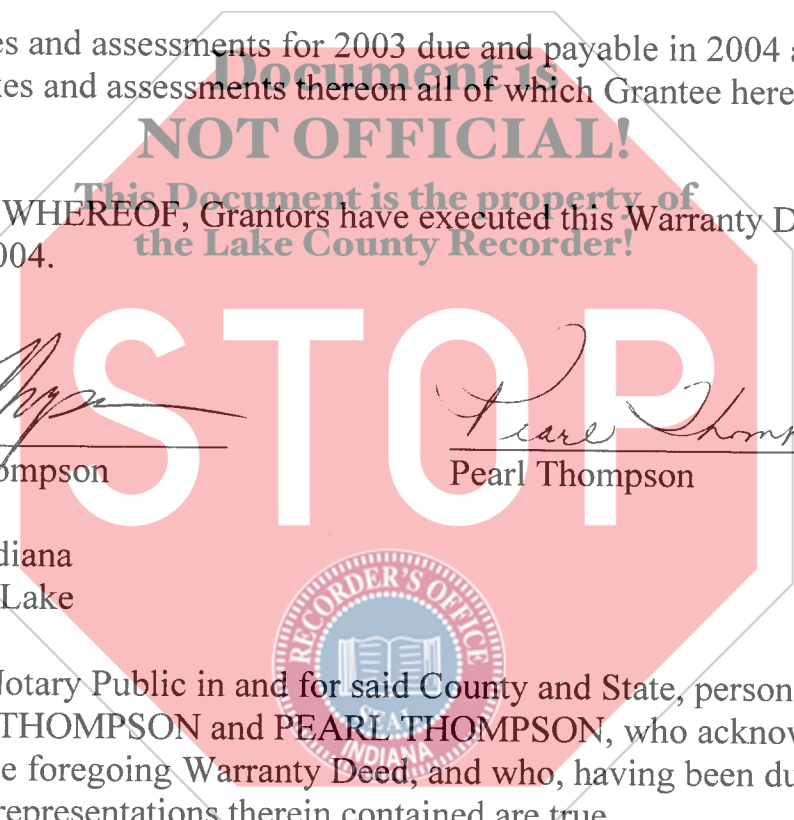 es and assessments for 2003 due and payable in 2004 a
Document is
xes and assessments thereon all of which Grantee here
NOT OFFICIAL!
This Document is the property of
WHEREOF, Grantors have executed this Warranty D
the Lake County Recorder!
004.
STOP
Pearl Thomp
ompson
Pearl Thompson
diana
Lake
RECORDER'S OFFICE
SEAL
INDIANA
Notary Public in and for said County and State, person
THOMPSON and PEARL THOMPSON, who acknow
e foregoing Warranty Deed, and who, having been du
representations therein contained are true